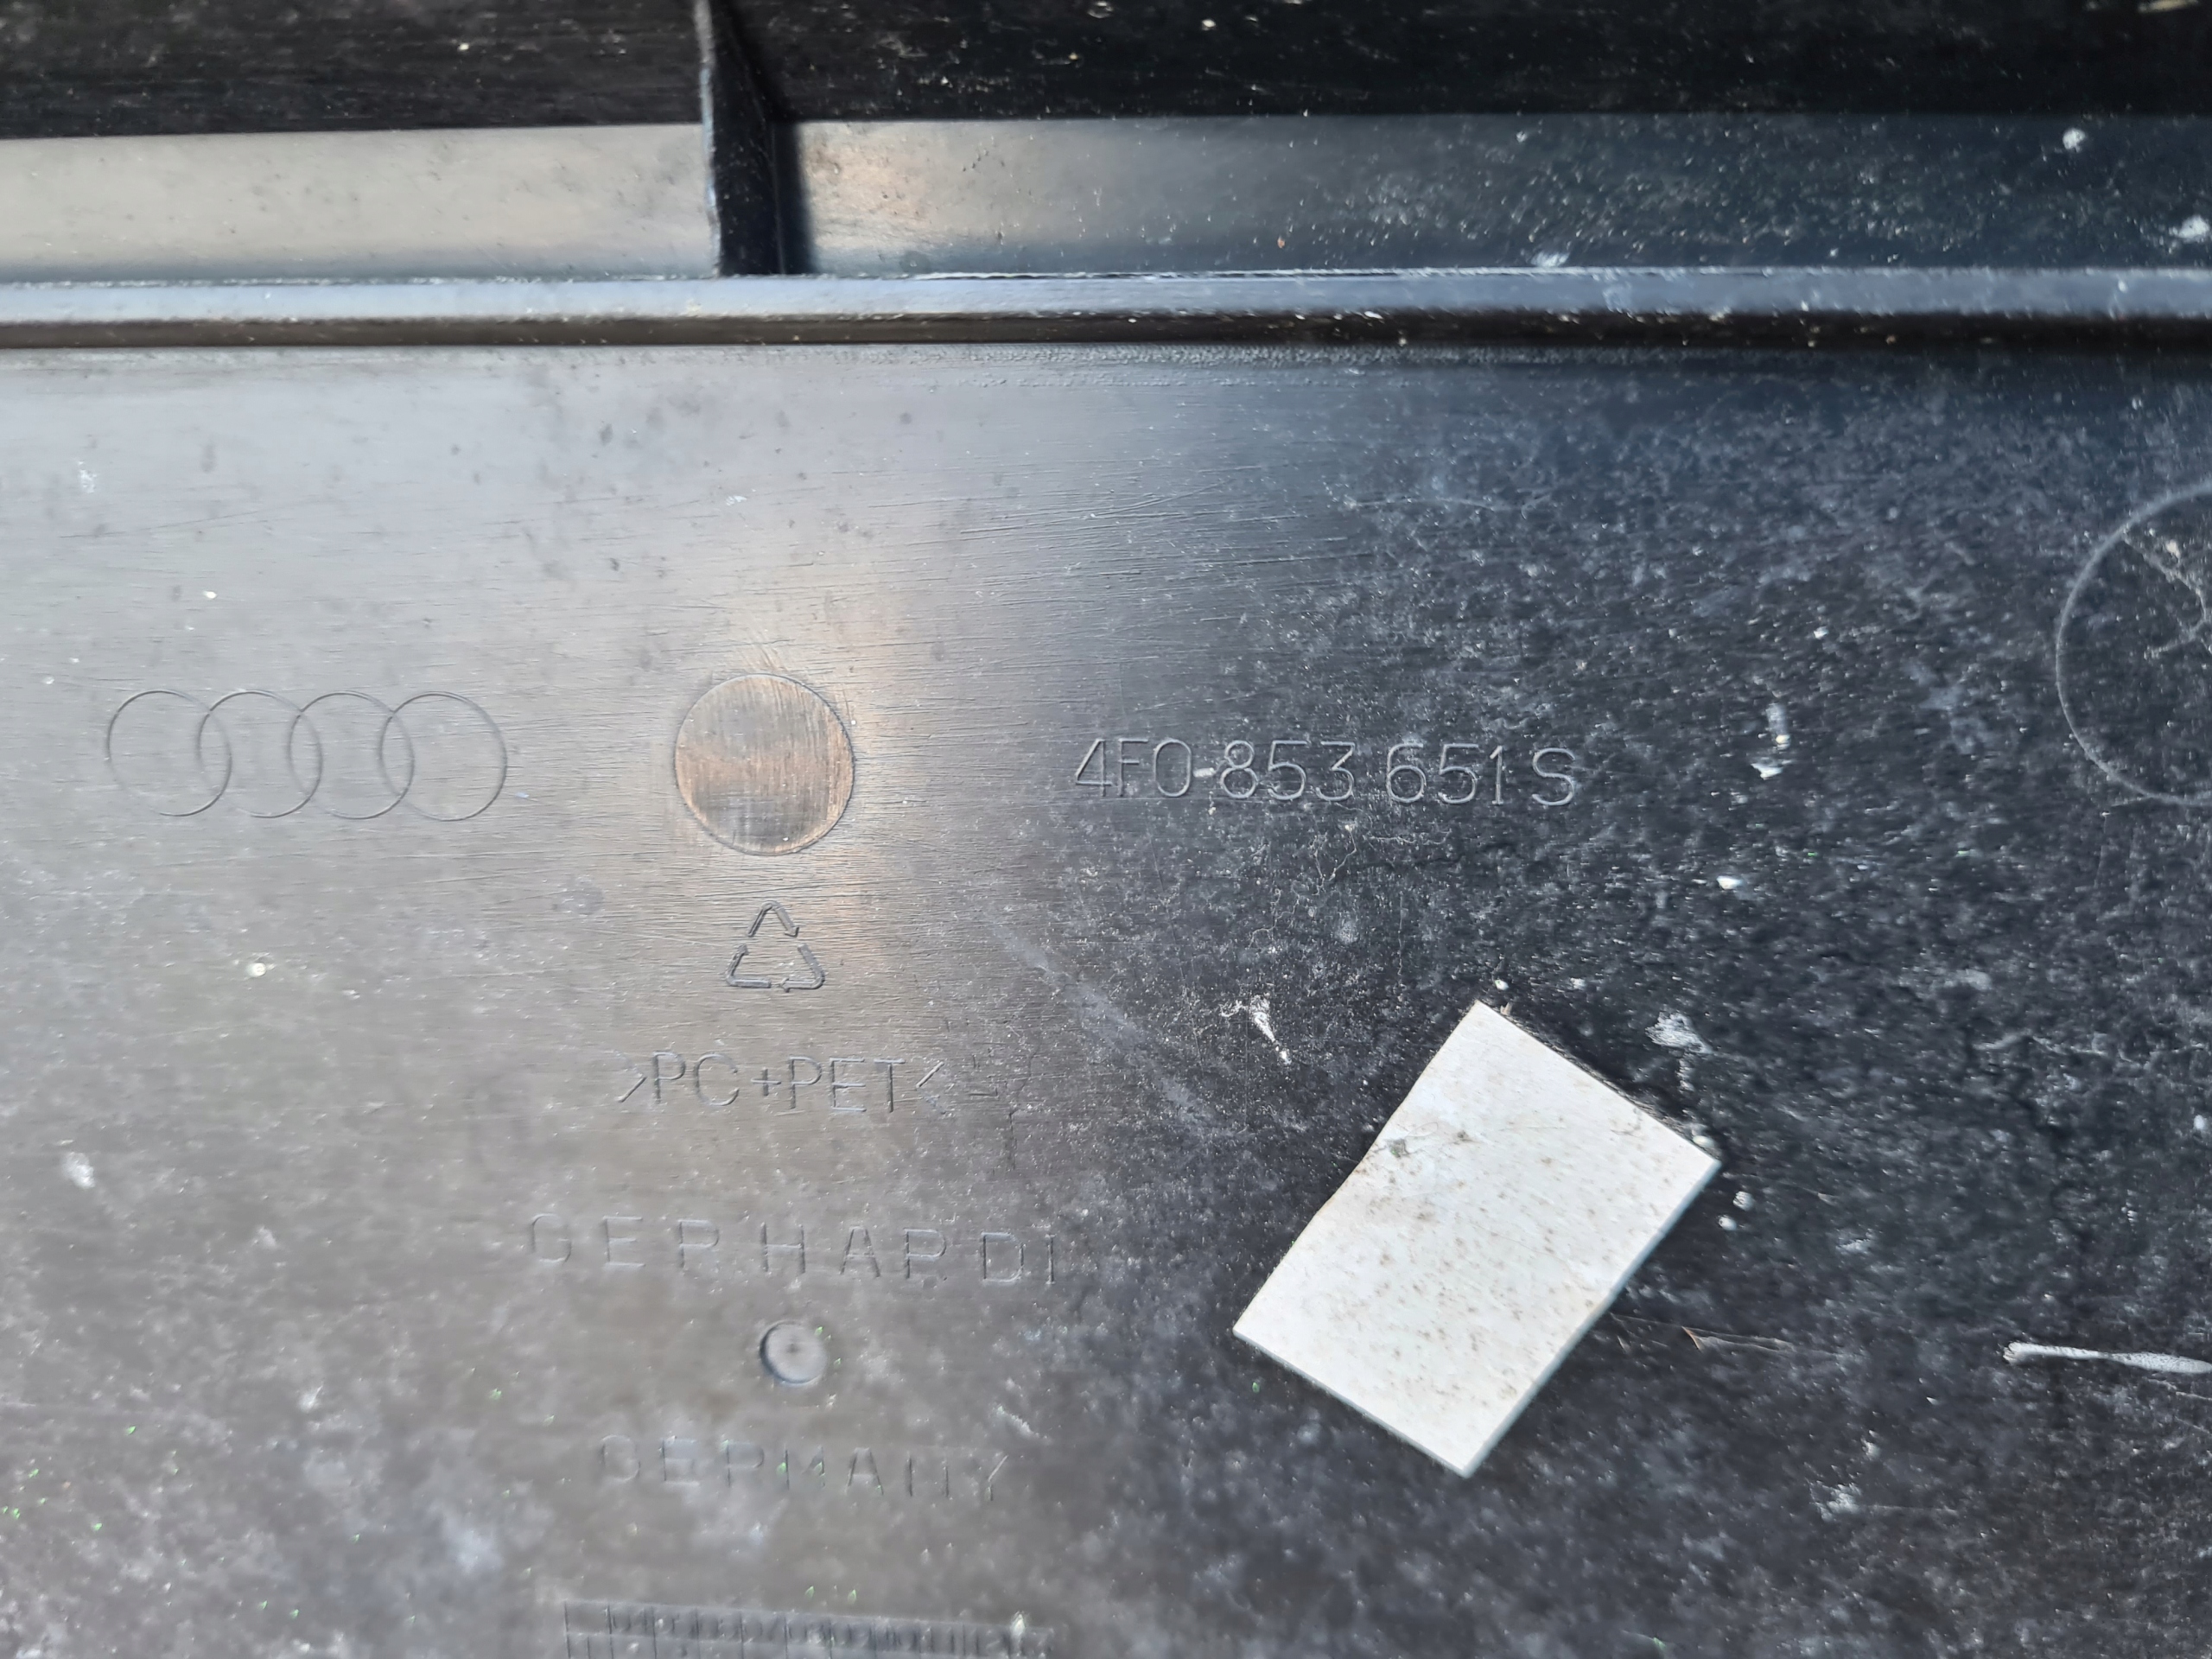 4F0 853 651 S
>PC+PET<
GERHARDI
GERMANY